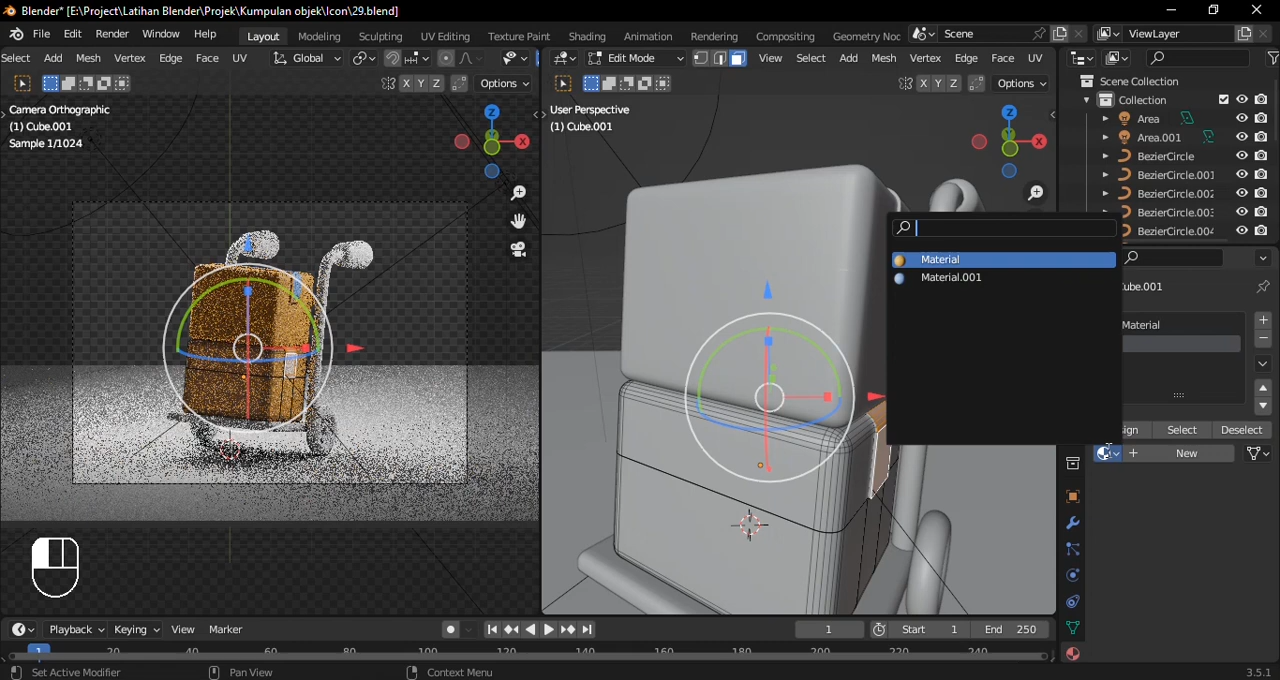 Blender* [E:\Project\Latihan Blender\Projek\Kumpulan objek\Icon\29.blend]
File Edit Render Window Help Layout Modeling Sculpting UV Editing Texture Paint Shading Animation Rendering Compositing Geometry Noc Scene ViewLayer
Select Add Mesh Vertex Edge Face UV Global Edit Mode View Select Add Mesh Vertex Edge Face UV
X Y Z Options X Y Z Options
Scene Collection
Collection
Area
Area.001
BezierCircle
BezierCircle.001
BezierCircle.002
BezierCircle.003
BezierCircle.004
Camera Orthographic
(1) Cube.001
Sample 1/1024
Z
X
User Perspective
(1) Cube.001
Z
X
Material
Material.001
ube.001
Material
ign Select Deselect
New
Playback Keying View Marker 1 Start 1 End 250
1 20 40 60 80 100 120 140 160 180 200 220 240
Set Active Modifier Pan View Context Menu 3.5.1